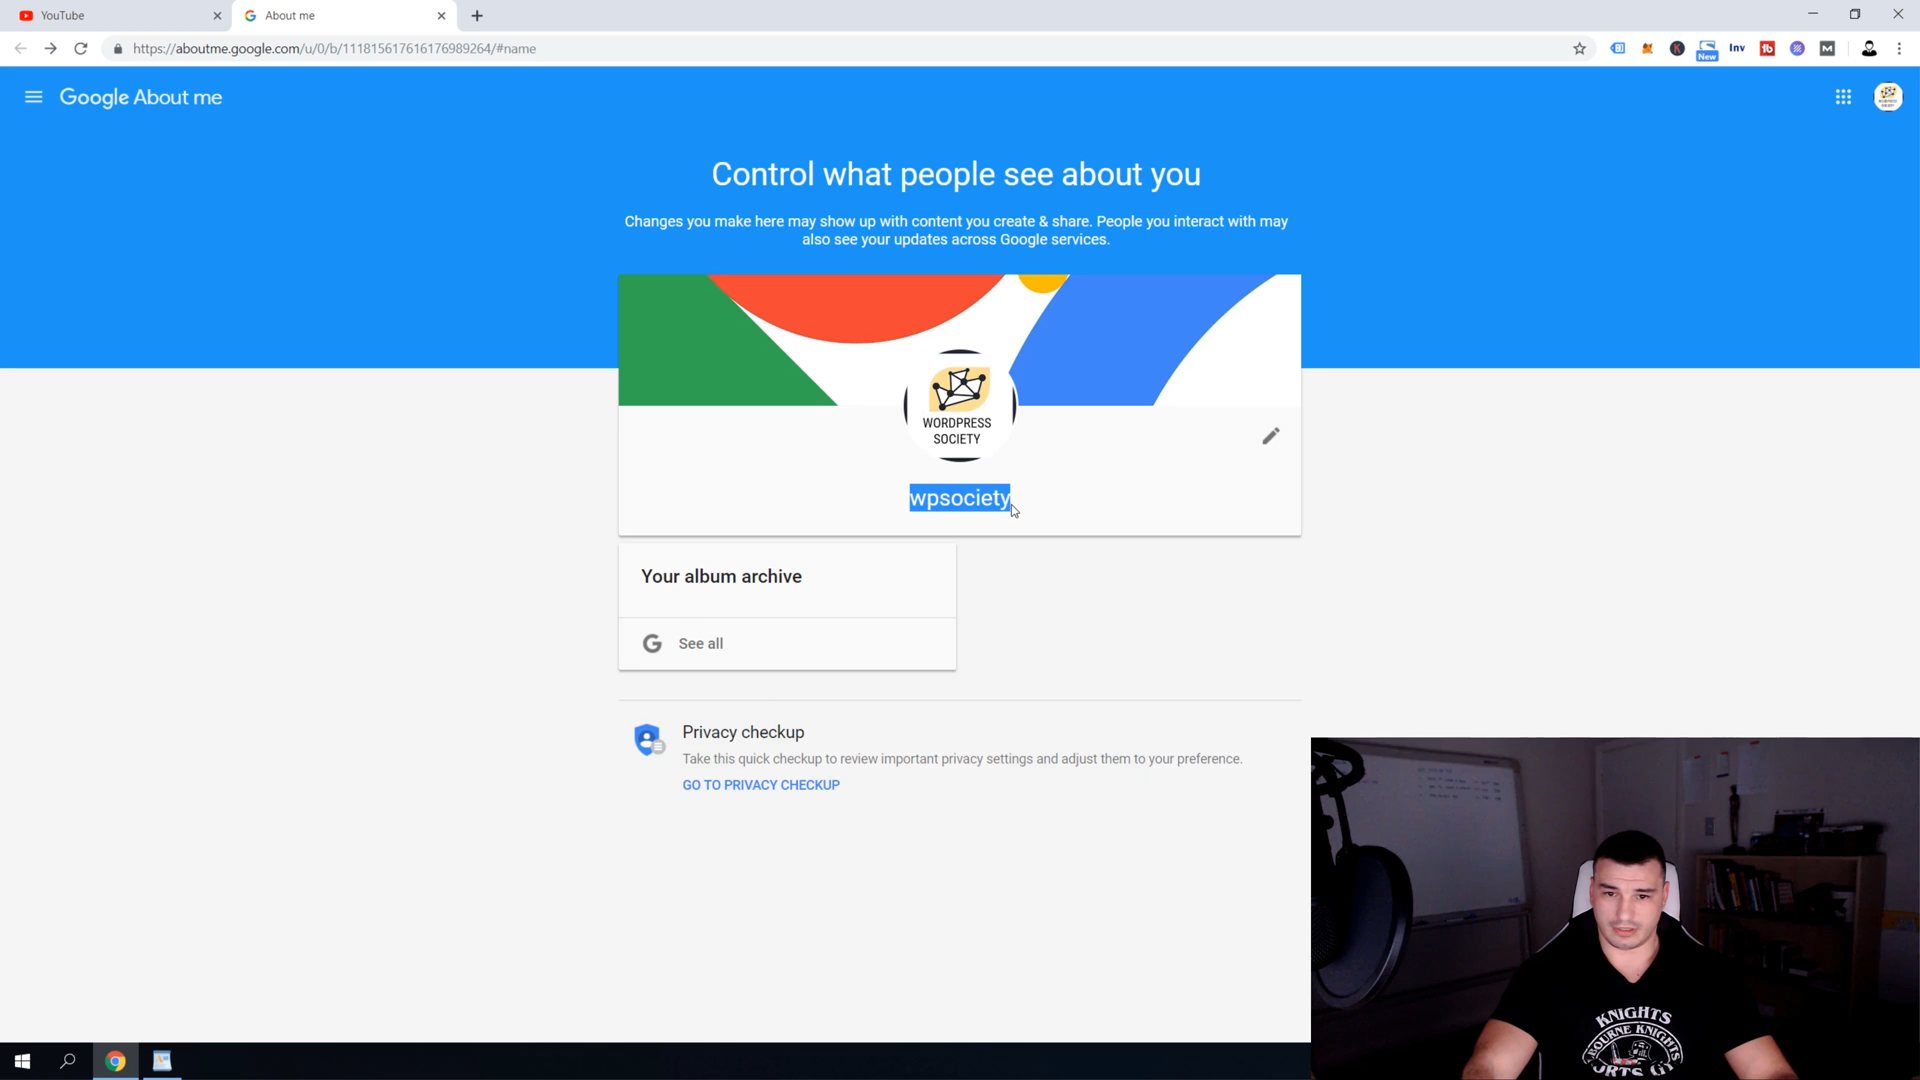 YouTube
About me
https://aboutme.google.com/u/0/b/111815617616176989264/#name
New
Inv
Google About me
Control what people see about you
Changes you make here may show up with content you create & share. People you interact with may
also see your updates across Google services.
WORDPRESS
SOCIETY
wpsociety
Your album archive
See all
Privacy checkup
Take this quick checkup to review important privacy settings and adjust them to your preference.
GO TO PRIVACY CHECKUP
KNIGHTS